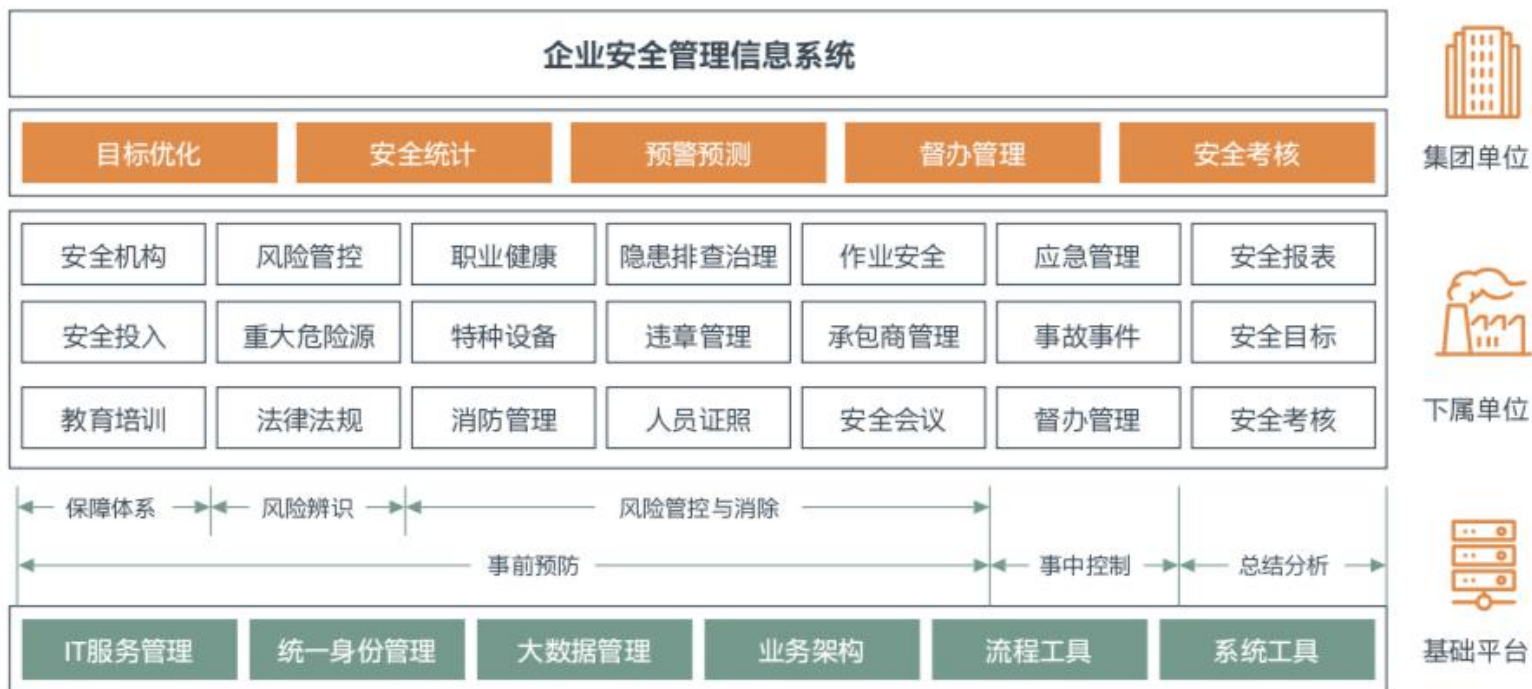 企业安全管理信息系统
目标优化 安全统计 预警预测 督办管理 安全考核
集团单位
安全机构 风险管控 职业健康 隐患排查治理 作业安全 应急管理 安全报表
安全投入 重大危险源 特种设备 违章管理 承包商管理 事故事件 安全目标
教育培训 法律法规 消防管理 人员证照 安全会议 督办管理 安全考核
下属单位
保障体系 风险辨识 风险管控与消除
事前预防 事中控制 总结分析
IT服务管理 统一身份管理 大数据管理 业务架构 流程工具 系统工具
基础平台